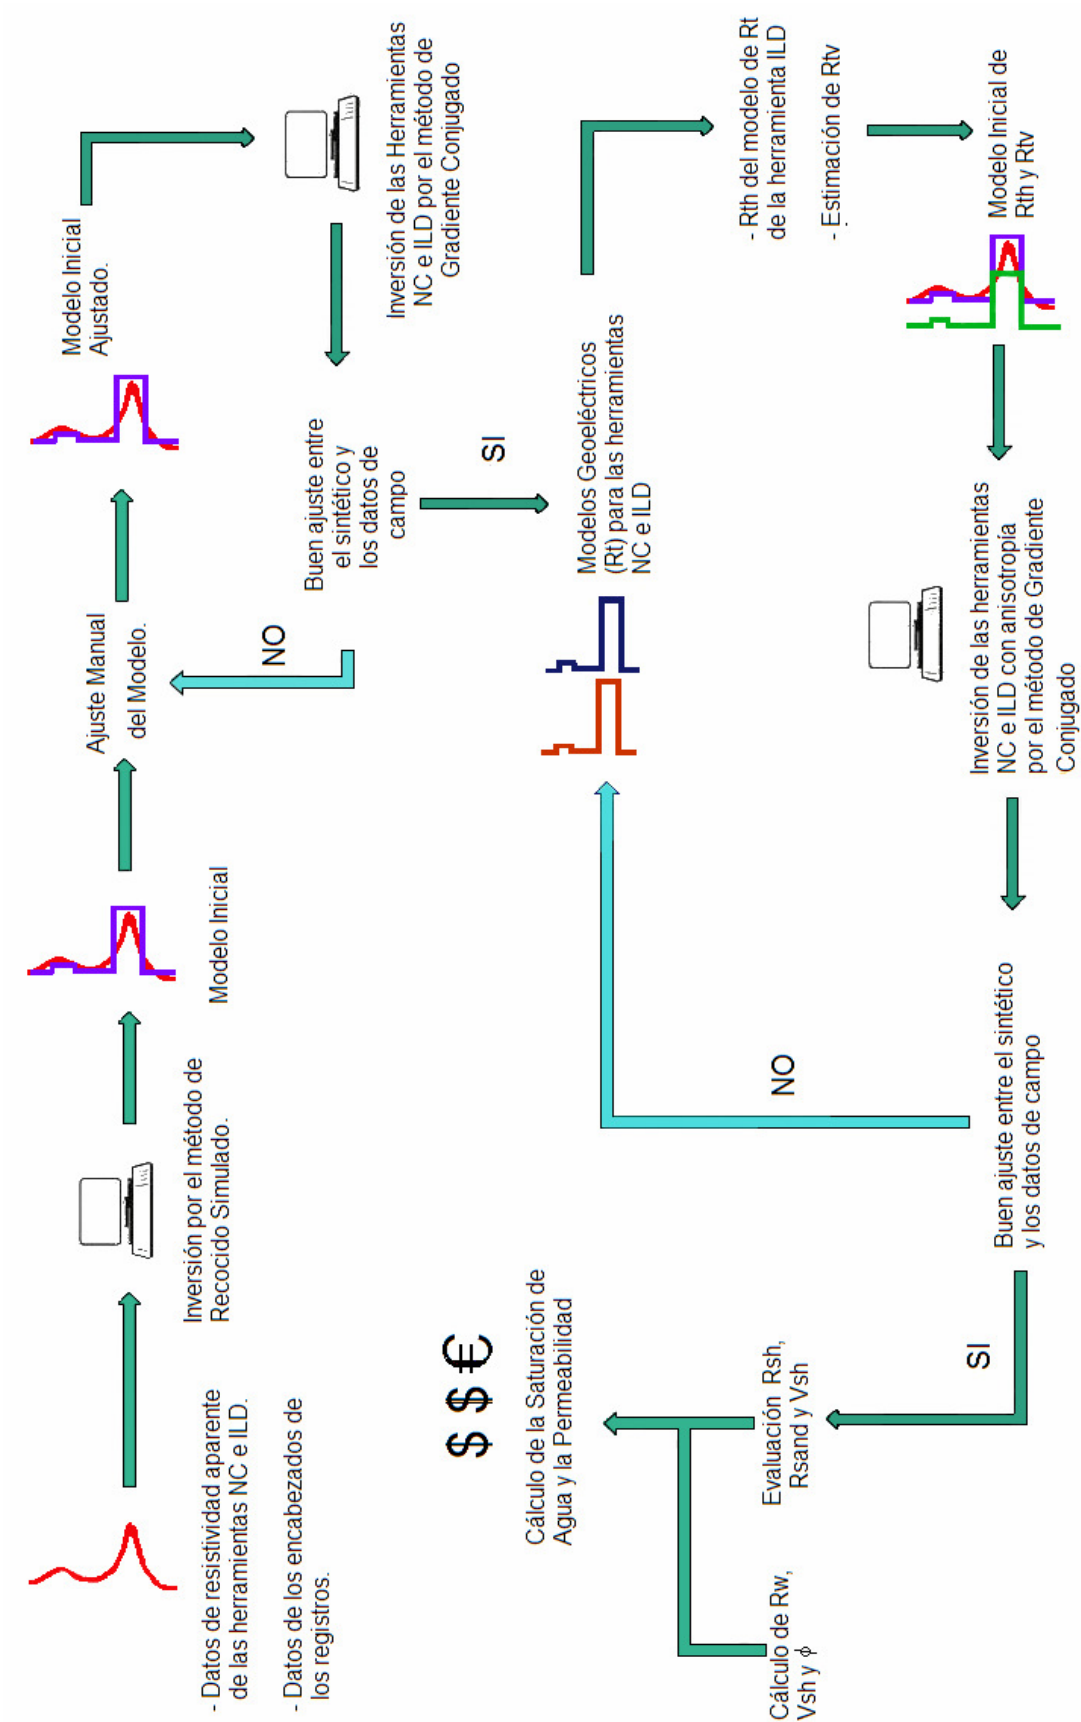 - Datos de resistividad aparente
de las herramientas NC e ILD.
- Datos de los encabezados de
los registros.
Inversión por el método de
Recocido Simulado.
Modelo Inicial
Ajuste Manual
del Modelo.
Modelo Inicial
Ajustado.
Inversión de las Herramientas
NC e ILD por el método de
Gradiente Conjugado
Buen ajuste entre
el sintético y
los datos de
campo
NO
SI
Modelos Geoeléctricos
(Rt) para las herramientas
NC e ILD
- Rth del modelo de Rt
de la herramienta ILD
- Estimación de Rtv
Modelo Inicial de
Rth y Rtv
Inversión de las herramientas
NC e ILD con anisotropía
por el método de Gradiente
Conjugado
Buen ajuste entre el sintético
y los datos de campo
NO
SI
Evaluación Rsh,
Rsand y Vsh
Cálculo de Rw,
Vsh y ϕ
Cálculo de la Saturación de
Agua y la Permeabilidad
$ $ €